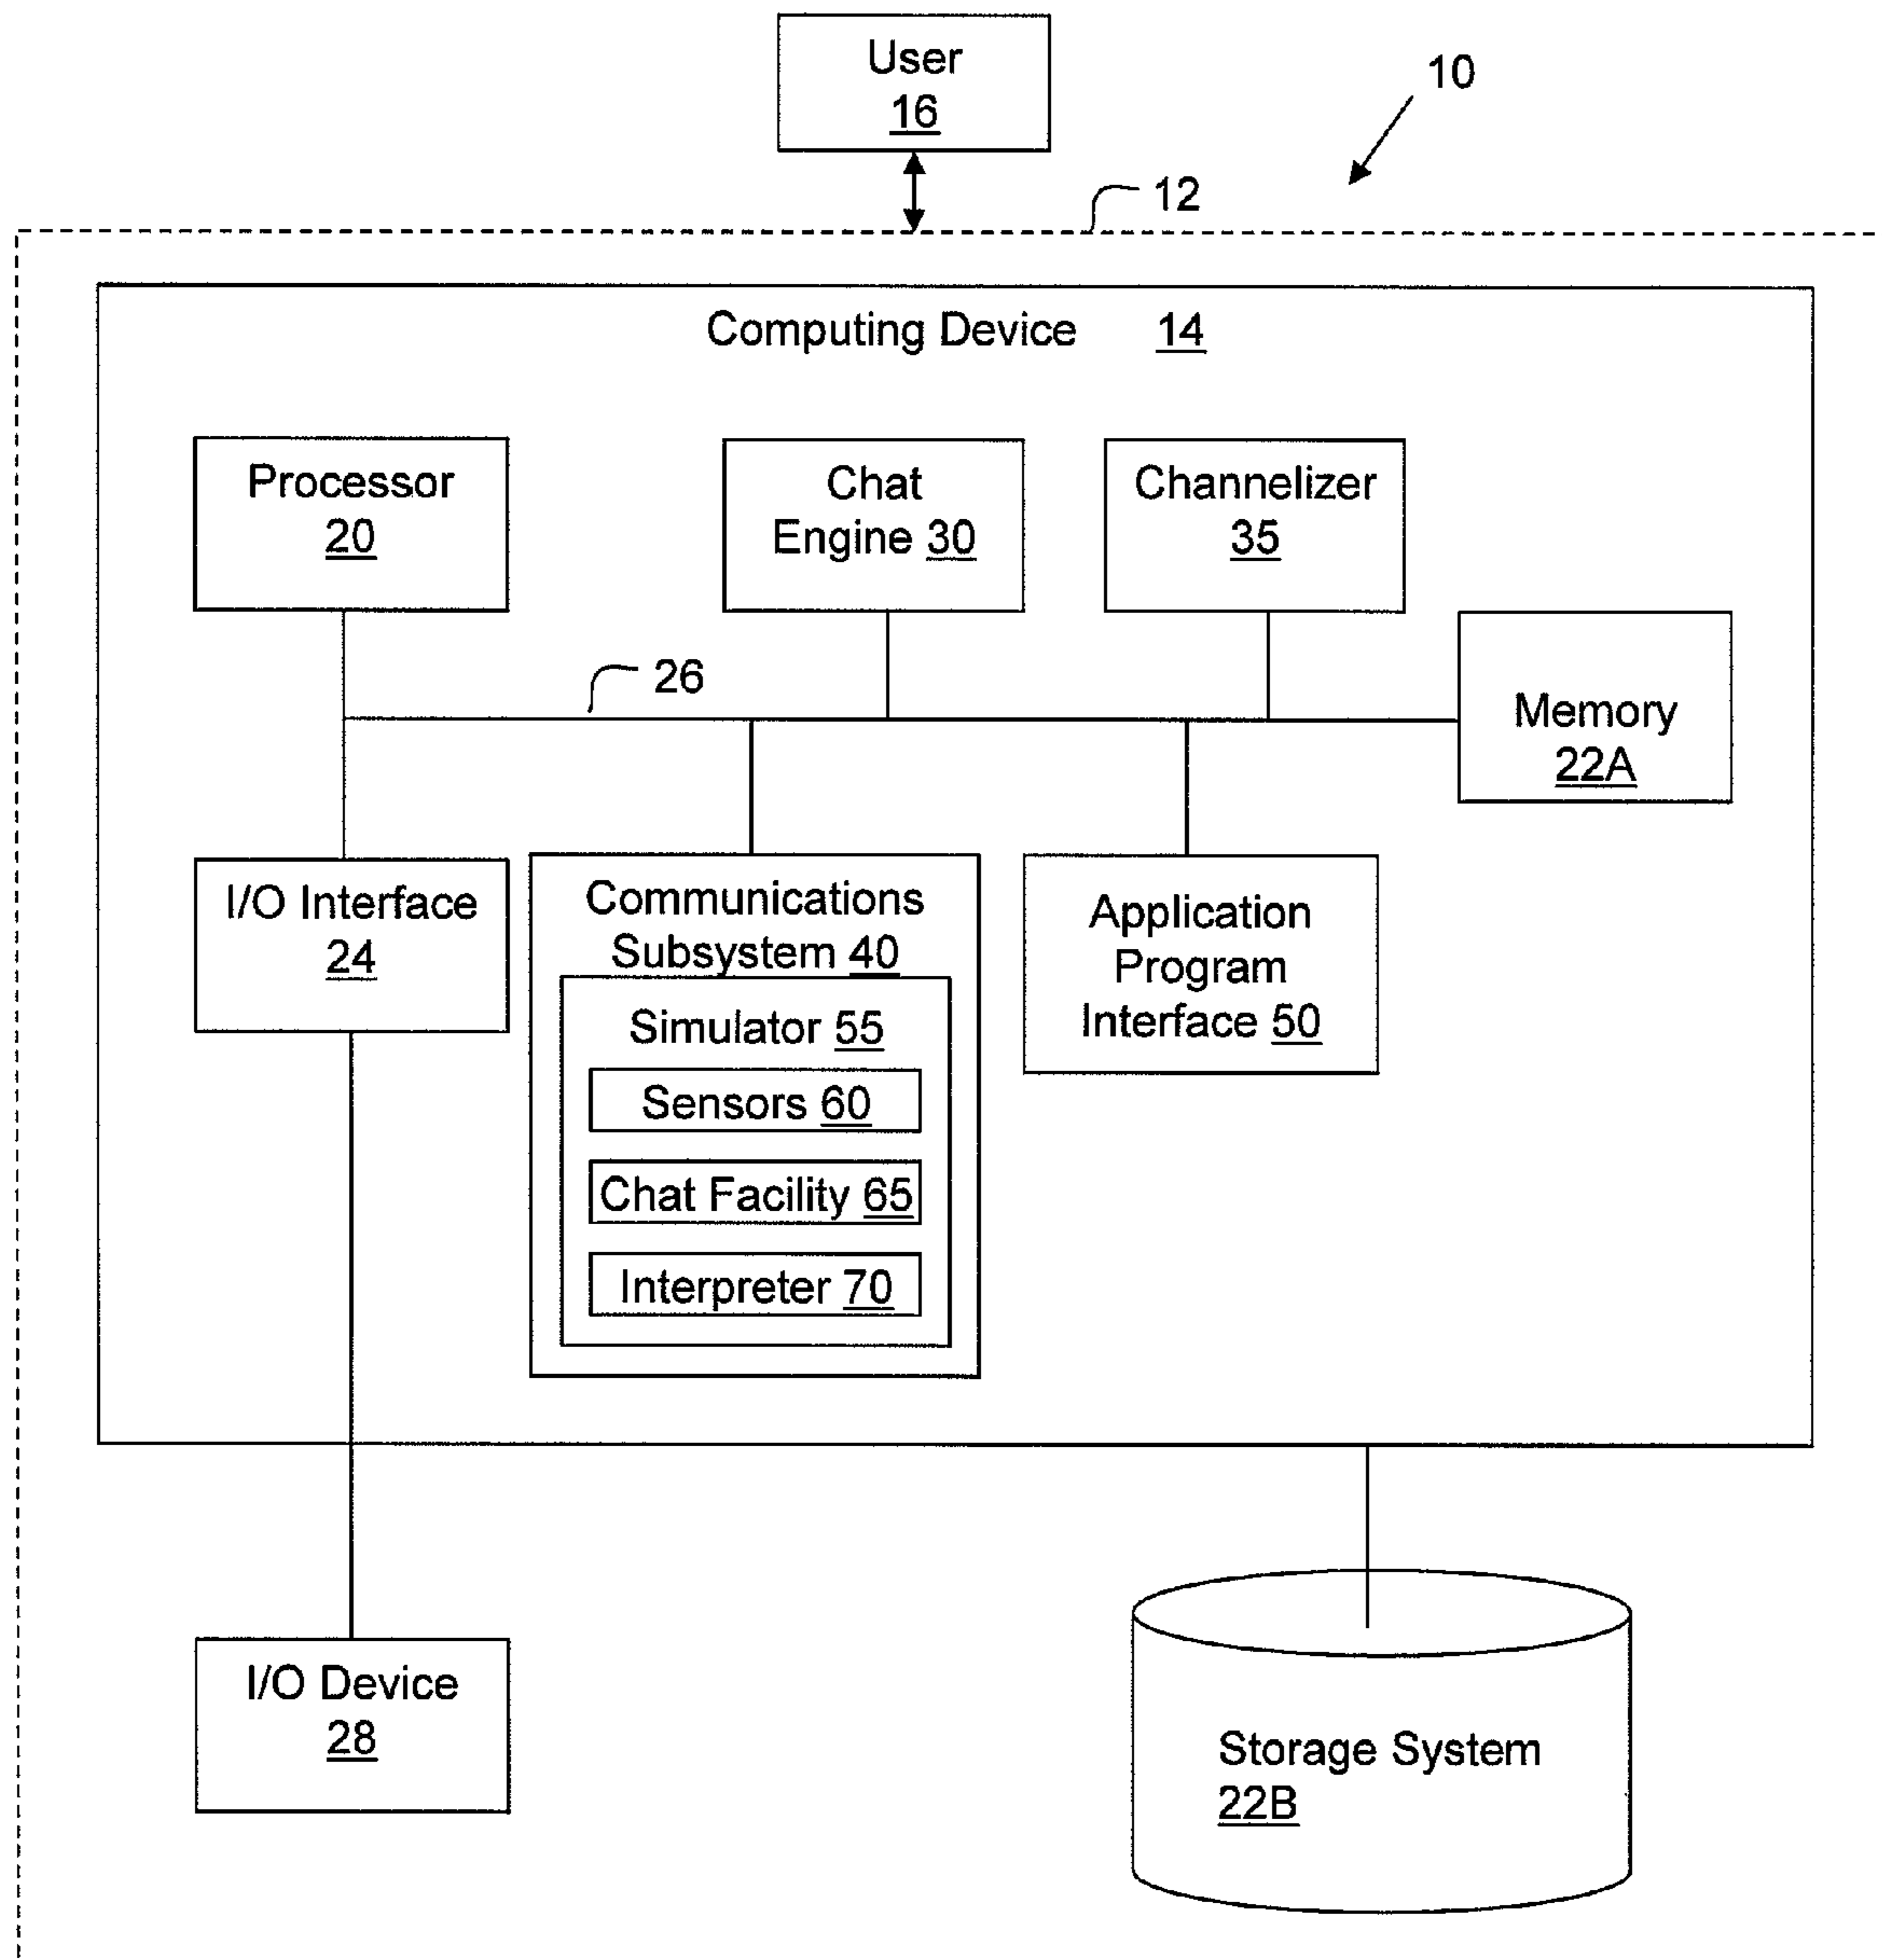 User
16
10
12
Computing Device 14
Processor
20
Chat
Engine 30
Channelizer
35
26
Memory
22A
I/O Interface
24
Communications
Subsystem 40
Simulator 55
Sensors 60
Chat Facility 65
Interpreter 70
Application
Program
Interface 50
I/O Device
28
Storage System
22B